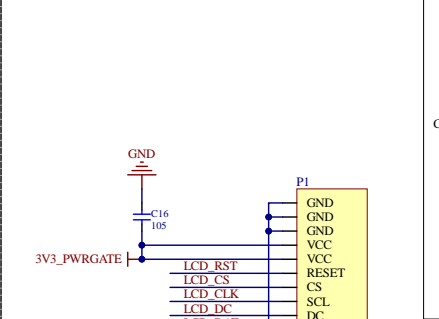 GND
C16
105
3V3_PWRGATE
LCD_RST
LCD_CS
LCD_CLK
LCD_DC
P1
GND
GND
GND
VCC
VCC
RESET
CS
SCL
DC